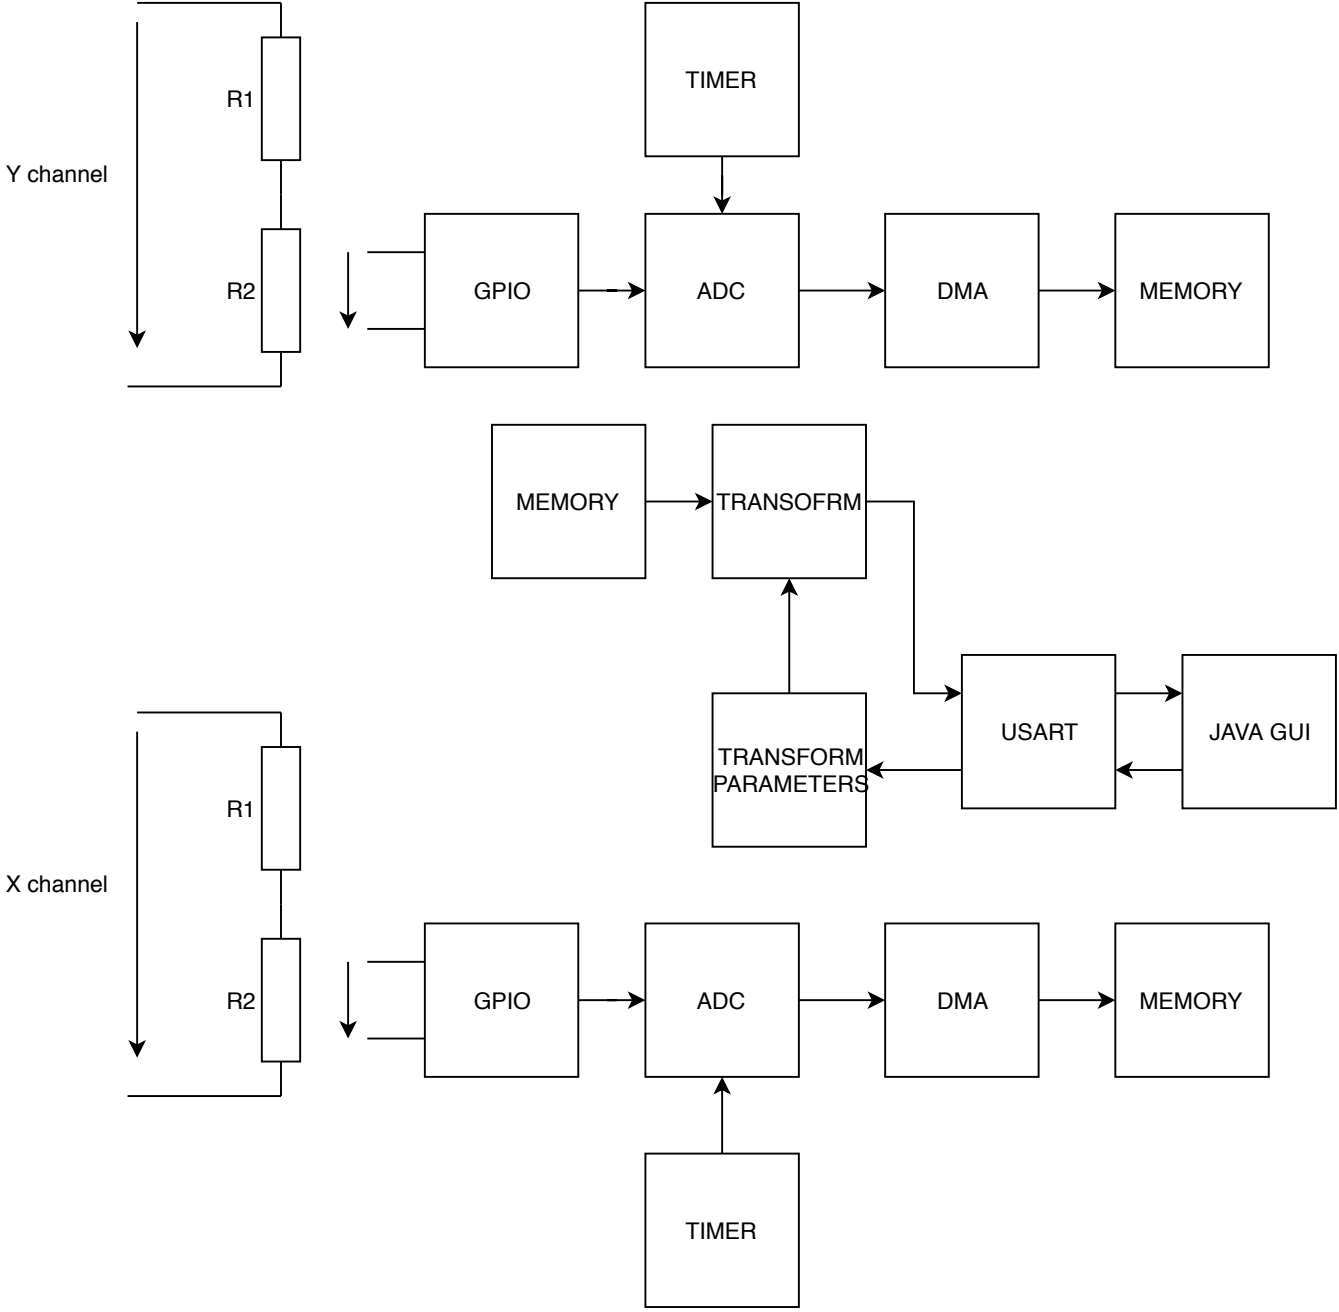 TIMER
R1
Y channel
R2
GPIO
ADC
DMA
MEMORY
MEMORY
TRANSOFRM
USART
JAVA GUI
TRANSFORM
PARAMETERS
R1
X channel
R2
GPIO
ADC
DMA
MEMORY
TIMER